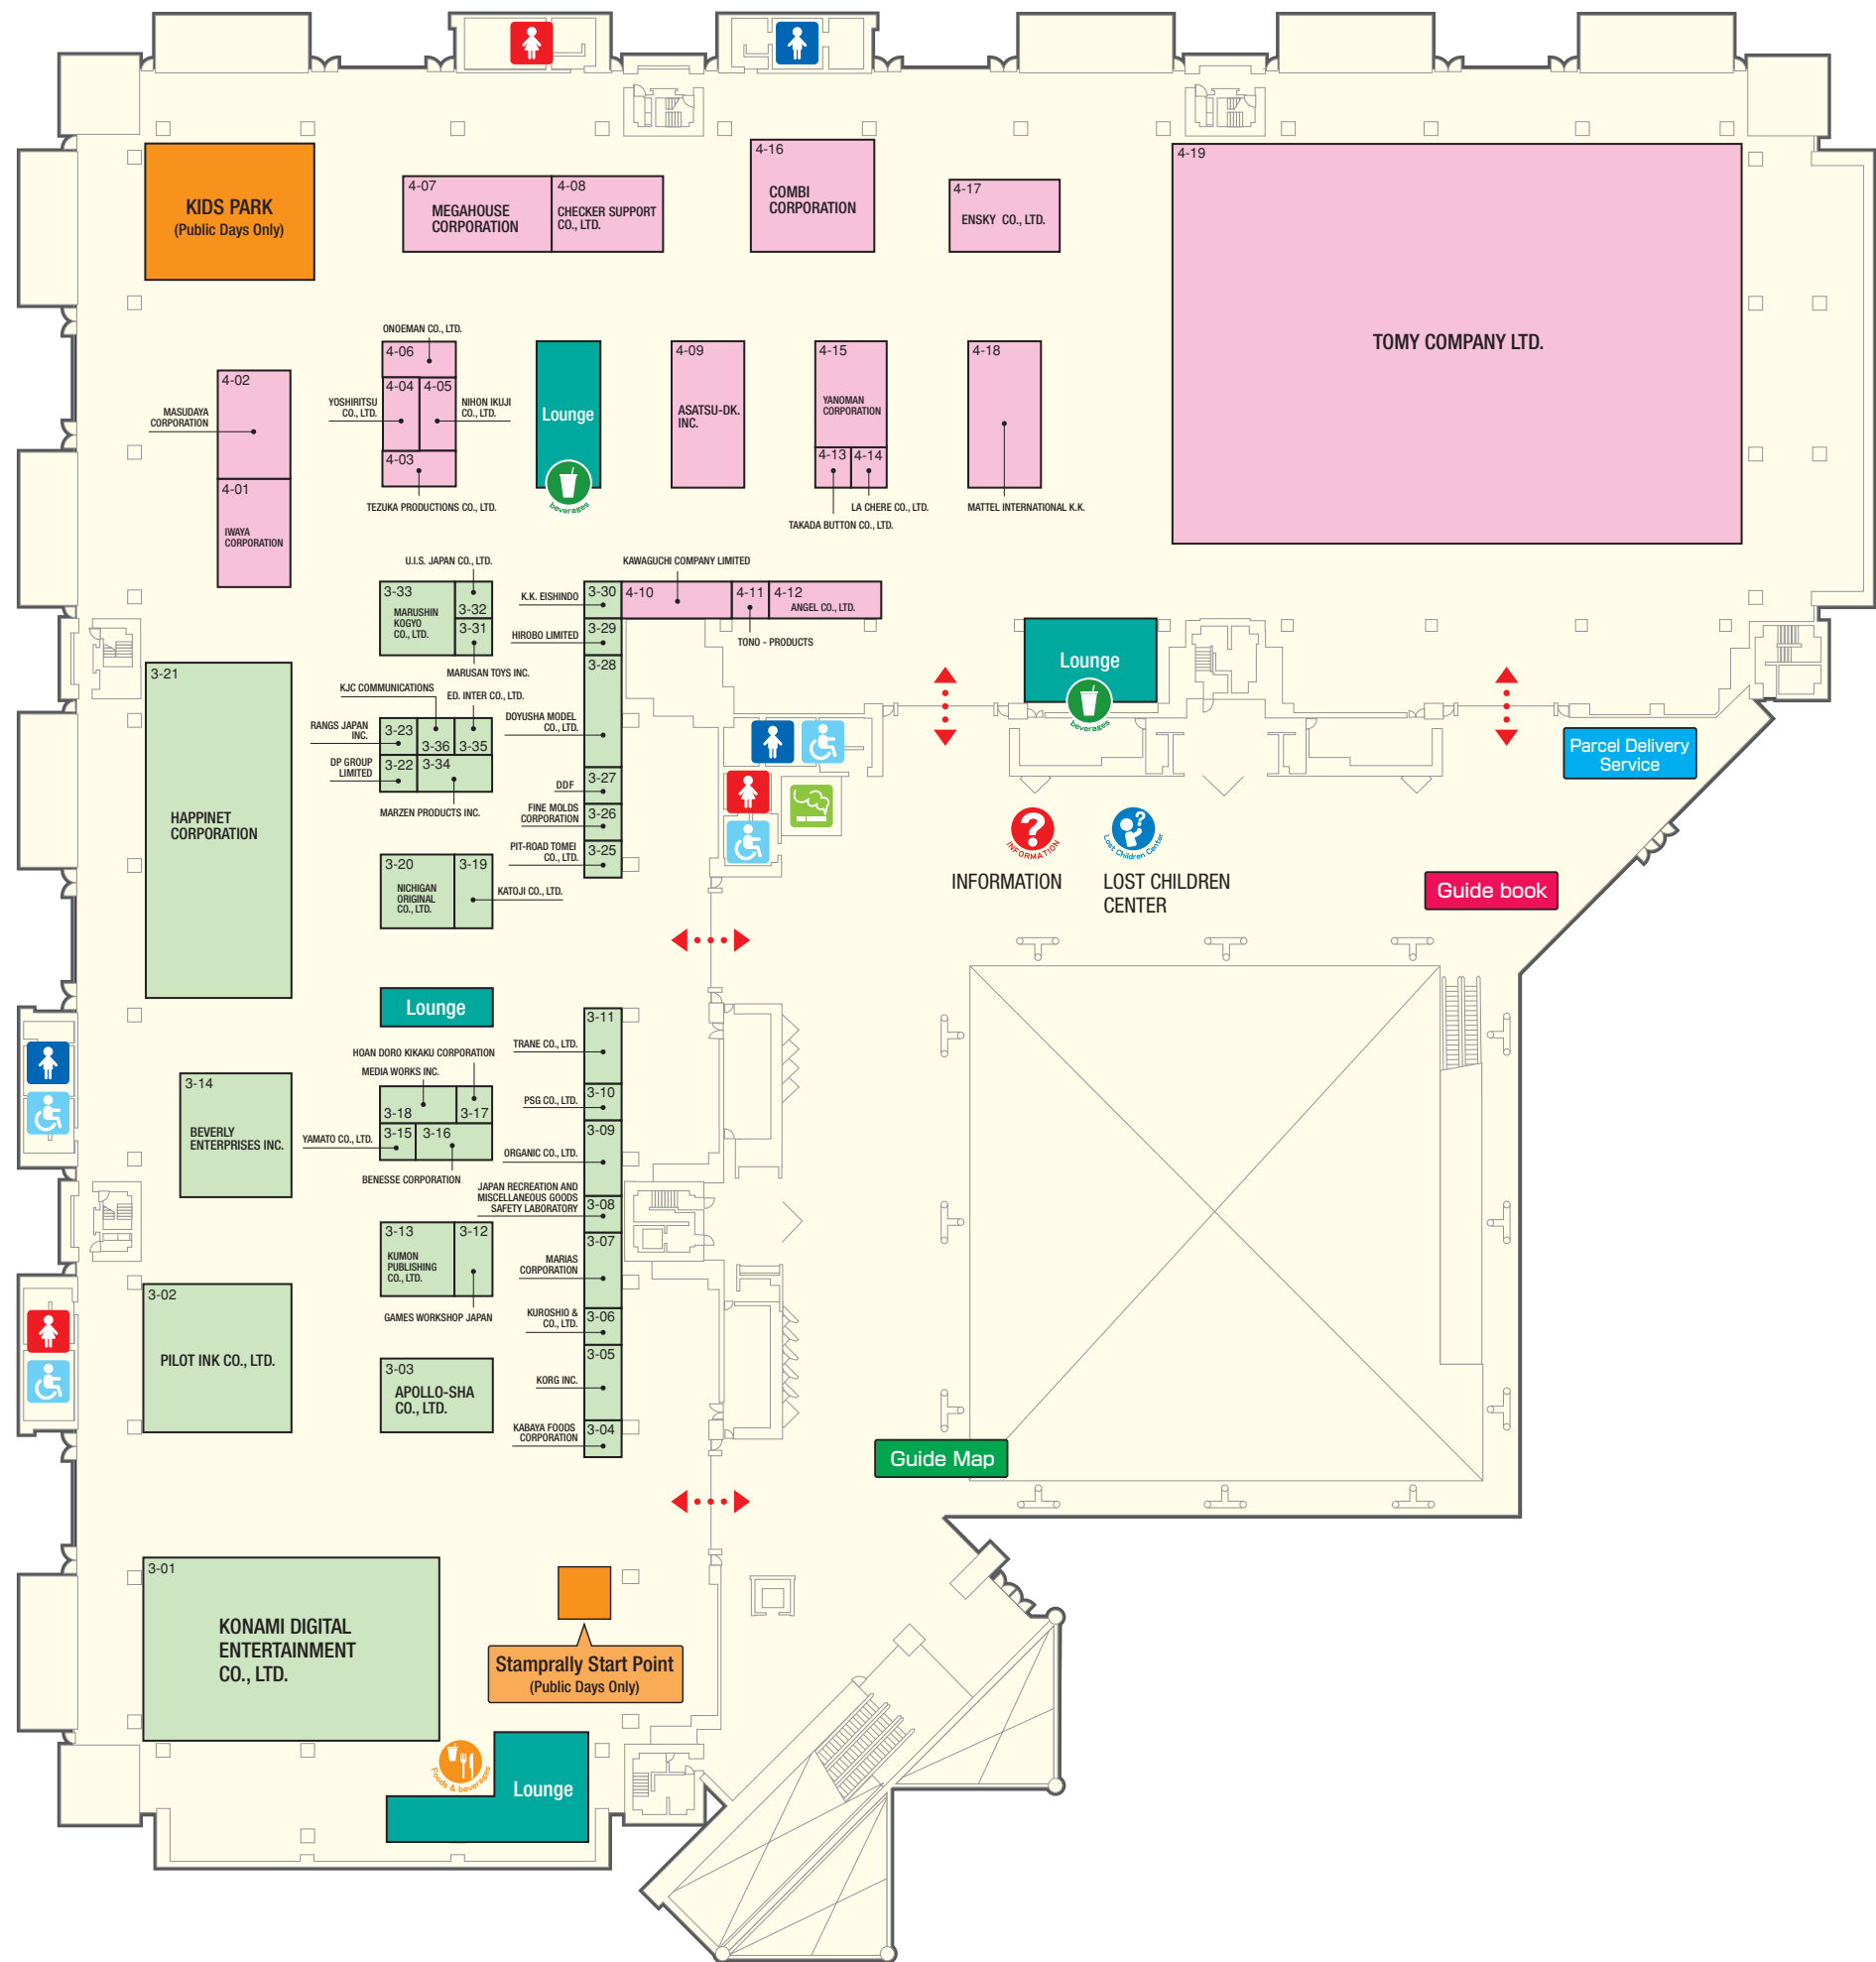 4-16
4-19
KIDS PARK
(Public Days Only)
4-07
MEGAHOUSE
CORPORATION
4-08
CHECKER SUPPORT
CO., LTD.
COMBI
CORPORATION
4-17
ENSKY CO., LTD.
TOMY COMPANY LTD.
ONOEMAN CO., LTD.
4-06
4-04
4-05
YOSHIRITSU
CO., LTD.
NIHON IKUJI
CO., LTD.
4-03
TEZUKA PRODUCTIONS CO., LTD.
Lounge
beverages
4-09
ASATSU-DK.
INC.
4-15
YANOMAN
CORPORATION
4-13
4-14
LA CHERE CO., LTD.
TAKADA BUTTON CO., LTD.
4-18
MATTEL INTERNATIONAL K.K.
4-02
MASUDAYA
CORPORATION
4-01
IWAYA
CORPORATION
U.I.S. JAPAN CO., LTD.
3-33
MARUSHIN
KOGYO
CO., LTD.
3-32
3-31
MARUSAN TOYS INC.
KAWAGUCHI COMPANY LIMITED
K.K. EISHINDO
3-30
4-10
4-11
4-12
ANGEL CO., LTD.
TONO - PRODUCTS
HIROBO LIMITED
3-29
3-28
DOYUSHA MODEL
CO., LTD.
Lounge
beverages
3-21
HAPPINET
CORPORATION
KJC COMMUNICATIONS
ED. INTER CO., LTD.
RANGS JAPAN
INC.
3-23
3-36
3-35
DP GROUP
LIMITED
3-22
3-34
MARZEN PRODUCTS INC.
3-27
DDF
FINE MOLDS
CORPORATION
3-26
PIT-ROAD TOMEI
CO., LTD.
3-25
3-20
NICHIGAN
ORIGINAL
CO., LTD.
3-19
KATOJI CO., LTD.
Parcel Delivery
Service
INFORMATION
INFORMATION
Lost Children Center
LOST CHILDREN
CENTER
Guide book
Lounge
HOAN DORO KIKAKU CORPORATION
MEDIA WORKS INC.
3-18
3-17
YAMATO CO., LTD.
3-15
3-16
BENESSE CORPORATION
3-14
BEVERLY
ENTERPRISES INC.
3-11
TRANE CO., LTD.
3-10
PSG CO., LTD.
3-09
ORGANIC CO., LTD.
JAPAN RECREATION AND
MISCELLANEOUS GOODS
SAFETY LABORATORY
3-08
3-07
MARIAS
CORPORATION
3-13
KUMON
PUBLISHING
CO., LTD.
3-12
GAMES WORKSHOP JAPAN
KUROSHIO &
CO., LTD.
3-06
3-05
KORG INC.
KABAYA FOODS
CORPORATION
3-04
3-02
PILOT INK CO., LTD.
3-03
APOLLO-SHA
CO., LTD.
Guide Map
3-01
KONAMI DIGITAL
ENTERTAINMENT
CO., LTD.
Stamprally Start Point
(Public Days Only)
Foods & beverages
Lounge